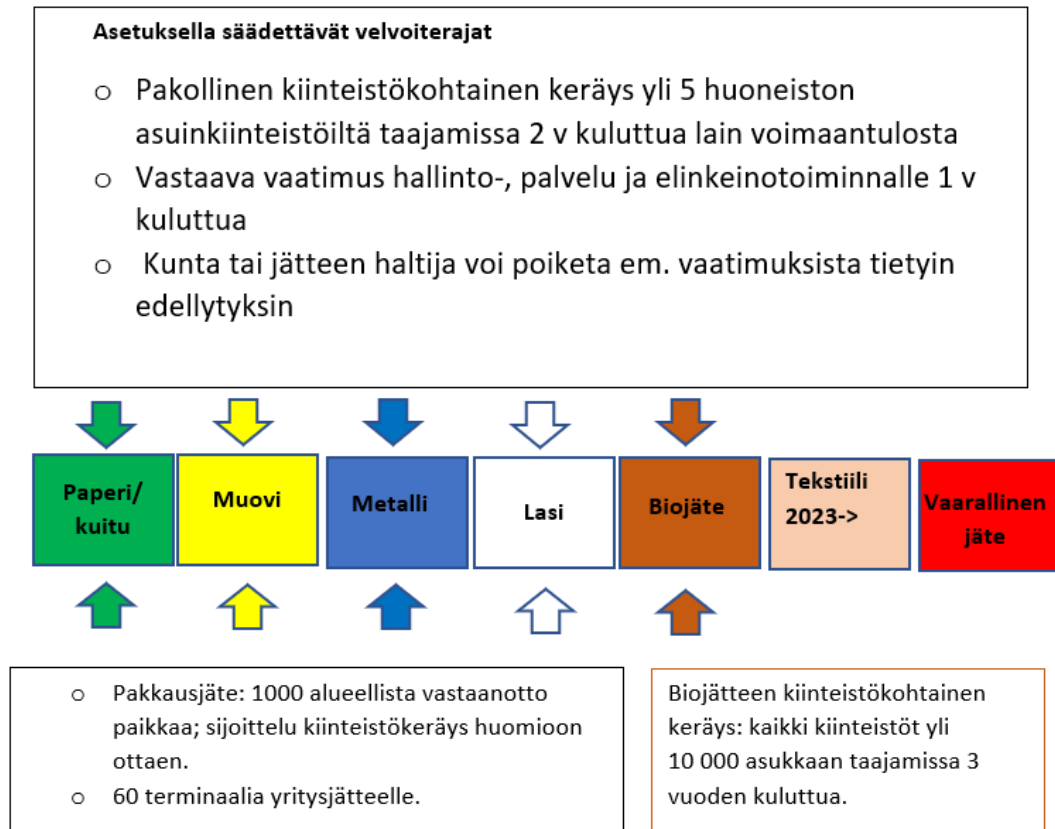 Asetuksella säädettävät velvoiterajat
o Pakollinen kiinteistökohtainen keräys yli 5 huoneiston
asuinkiinteistöiltä taajamissa 2 v kuluttua lain voimaantulosta
o Vastaava vaatimus hallinto-, palvelu ja elinkeinotoiminnalle 1 v
kuluttua
o Kunta tai jätteen haltija voi poiketa em. vaatimuksista tietyin
edellytyksin
Paperi/
kuitu
Muovi
Metalli
Lasi
Biojäte
Tekstiili
2023->
Vaarallinen
jäte
o Pakkausjäte: 1000 alueellista vastaanotto
paikkaa; sijoittelu kiinteistökeräys huomioon
ottaen.
o 60 terminaalia yritysjätteelle.
Biojätteen kiinteistökohtainen
keräys: kaikki kiinteistöt yli
10 000 asukkaan taajamissa 3
vuoden kuluttua.